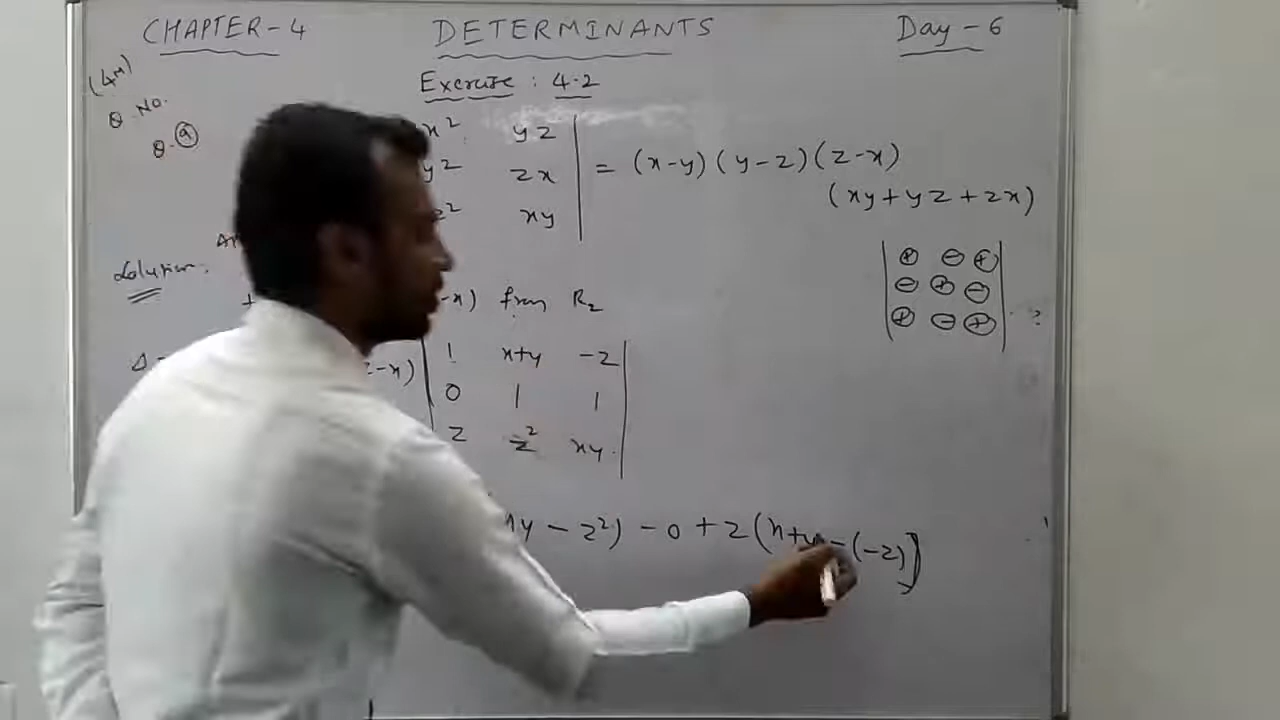 CHAPTER-4 DETERMINANTS Day-6
(4M) Exercise : 4.2
Q. No.
Q. 9
x² yz
y² zx
z² xy
= (x-y)(y-z)(z-x)
(xy+yz+zx)
+ - +
- + -
+ - + . ?
Solution:
-x) from R₂
Δ z-x) 1 x+y -z
0 1 1
z z² xy.
xy - z²) - 0 + z(x+y-(-z)]